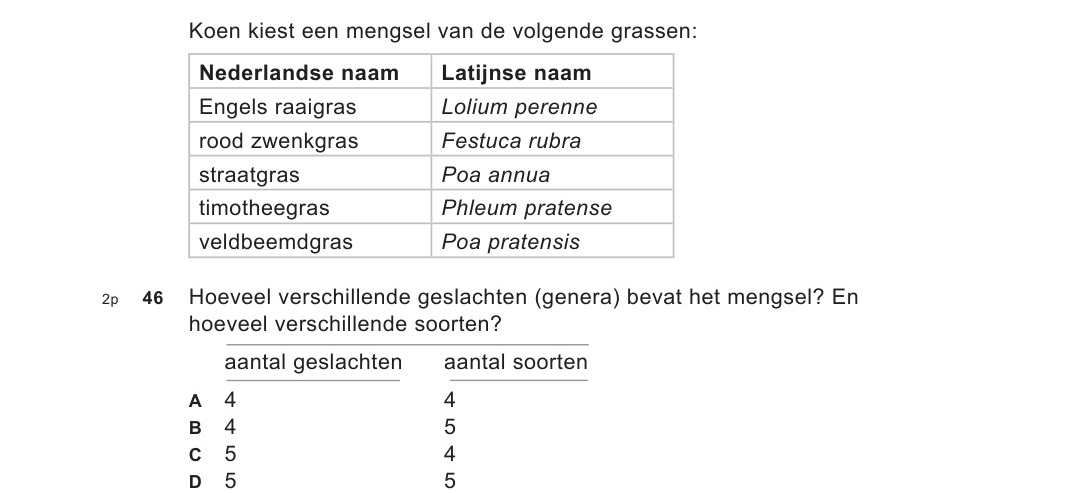 Koen kiest een mengsel van de volgende grassen:
Nederlandse naam Latijnse naam
Engels raaigras Lolium perenne
rood zwenkgras Festuca rubra
straatgras Poa annua
timotheegras Phleum pratense
veldbeemdgras Poa pratensis
2p 46 Hoeveel verschillende geslachten (genera) bevat het mengsel? En
hoeveel verschillende soorten?
aantal geslachten aantal soorten
A 4 4
B 4 5
C 5 4
D 5 5